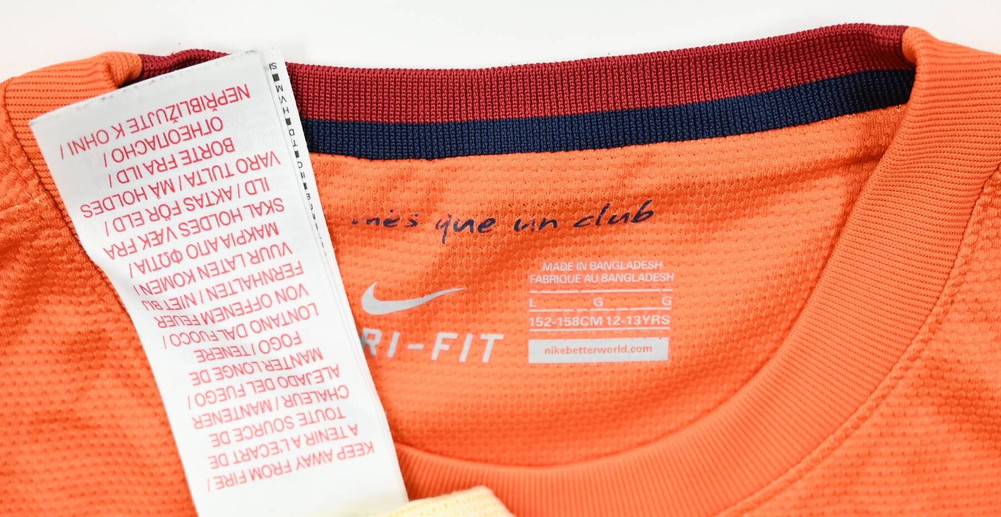 més que un club
MADE IN BANGLADESH
FABRIQUE AU BANGLADESH
L G G
152-158CM 12-13YRS
nikebetterworld.com
RI-FIT
KEEP AWAY FROM FIRE /
A TENIR A L'ECART DE
TOUTE SOURCE DE
CHALEUR / MANTENER
ALEJADO DEL FUEGO /
MANTER LONGE DE
FOGO / TENERE
LONTANO DAL FUOCO /
VON OFFENEM FEUER
FERNHALTEN / NIET BIJ
VUUR LATEN KOMEN /
ΜΑΚΡΙΑ ΑΠΟ ΦΩΤΙΑ /
SKAL HOLDES VÆK FRA
ILD / AKTAS FÖR ELD /
VARO TULTA / MÅ HOLDES
BORTE FRA ILD /
ОГНЕОПАСНО /
NEPŘIBLIŽUJTE K OHNI /